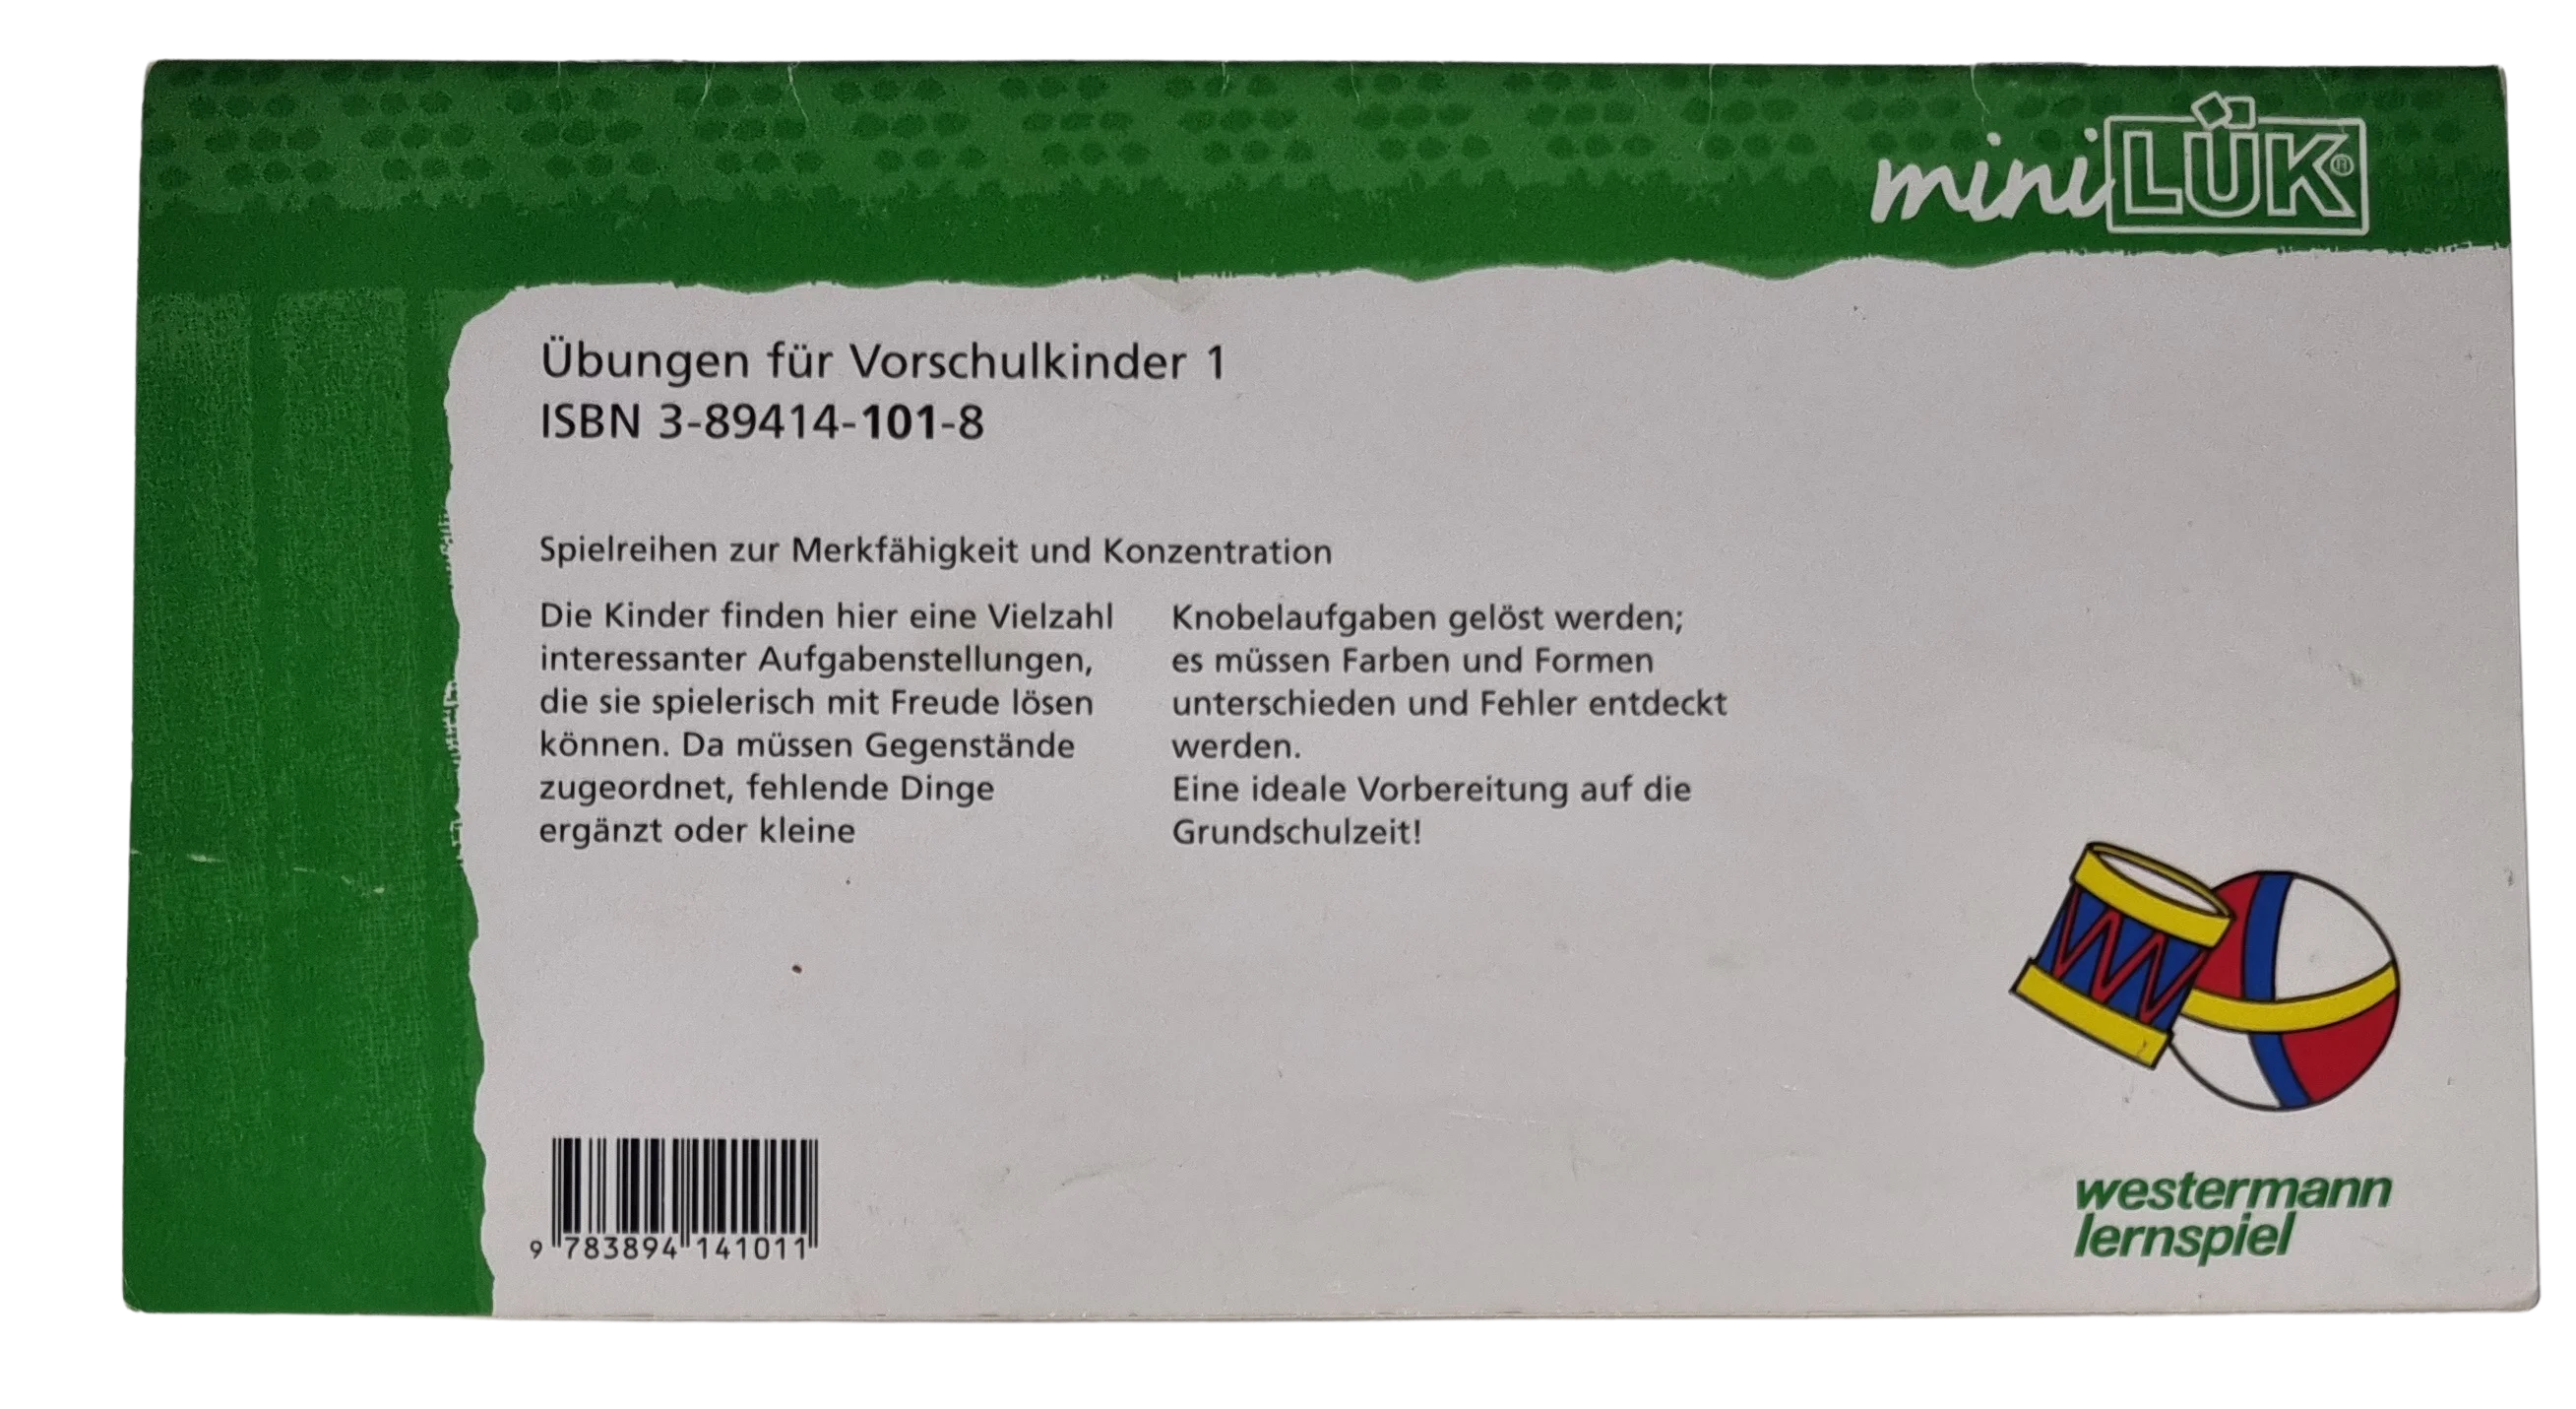 mini LÜK®
Übungen für Vorschulkinder 1
ISBN 3-89414-101-8
Spielreihen zur Merkfähigkeit und Konzentration
Die Kinder finden hier eine Vielzahl
interessanter Aufgabenstellungen,
die sie spielerisch mit Freude lösen
können. Da müssen Gegenstände
zugeordnet, fehlende Dinge
ergänzt oder kleine
Knobelaufgaben gelöst werden;
es müssen Farben und Formen
unterschieden und Fehler entdeckt
werden.
Eine ideale Vorbereitung auf die
Grundschulzeit!
9 783894 141011
westermann
lernspiel